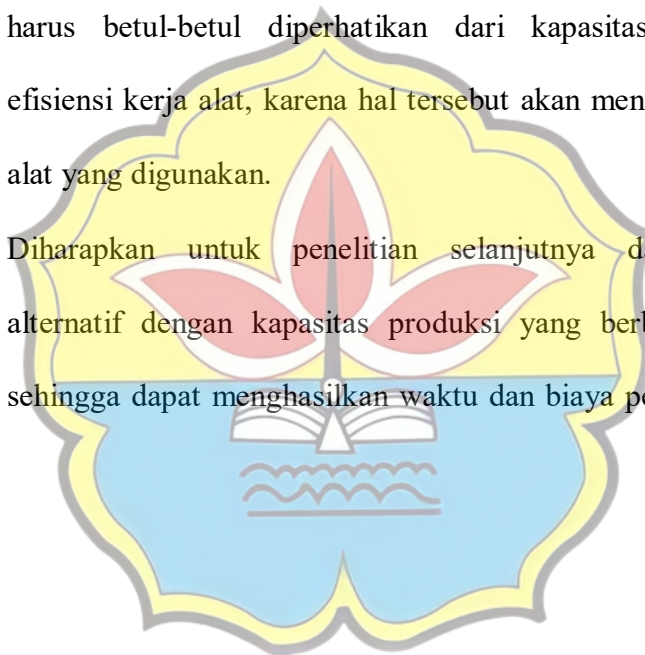 harus betul-betul diperhatikan dari kapasitas
efisiensi kerja alat, karena hal tersebut akan men
alat yang digunakan.
Diharapkan untuk penelitian selanjutnya d
alternatif dengan kapasitas produksi yang ber
sehingga dapat menghasilkan waktu dan biaya pe